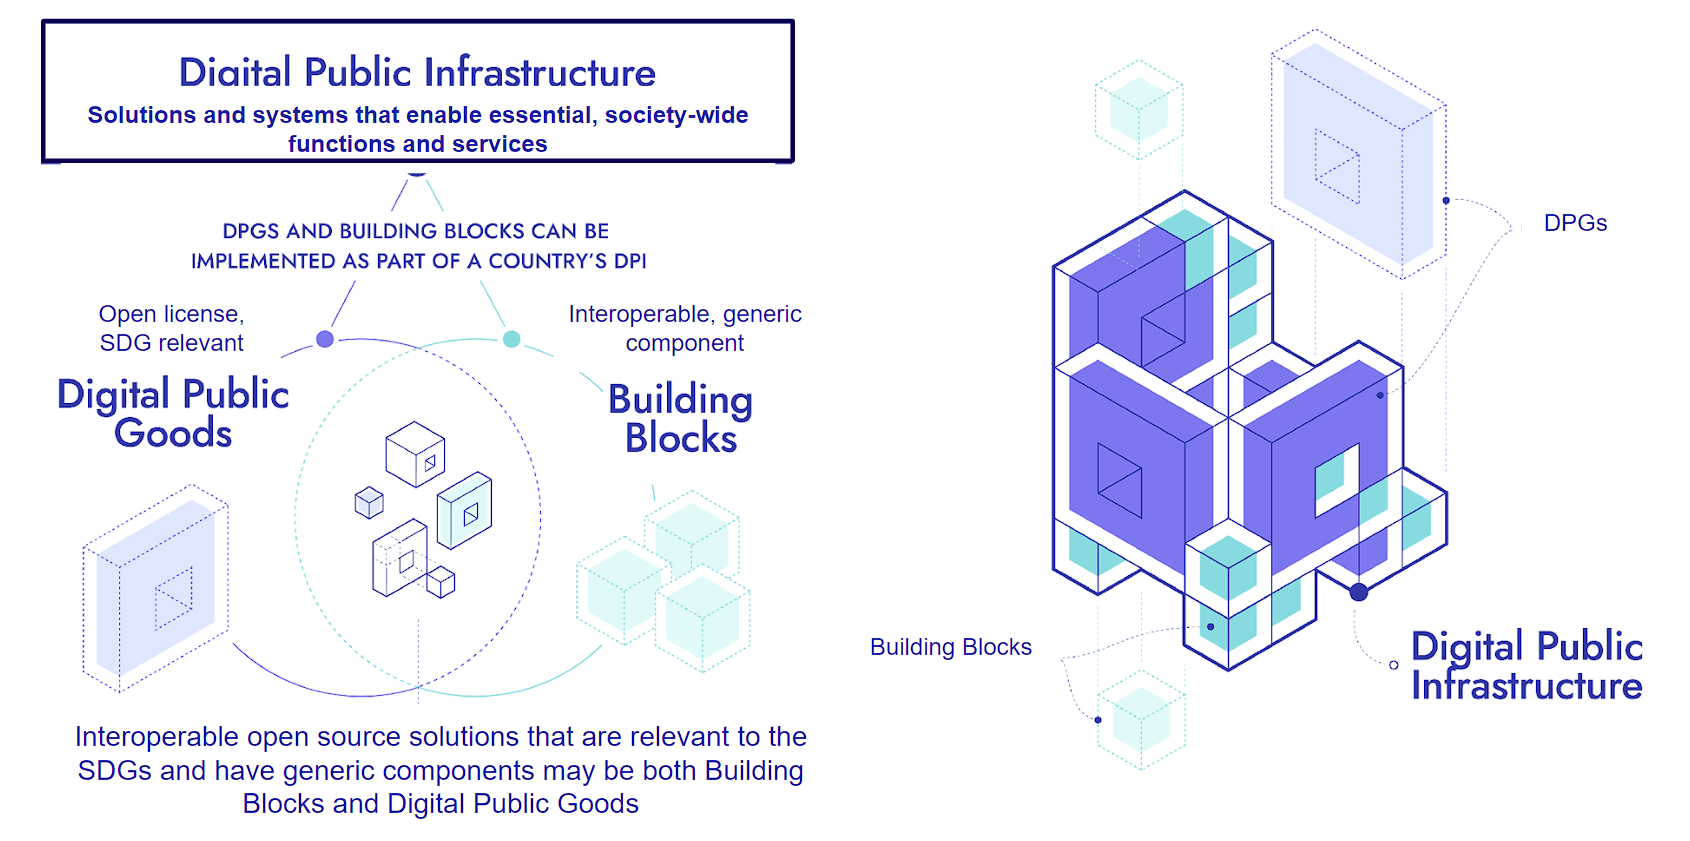 Digital Public Infrastructure
Solutions and systems that enable essential, society-wide
functions and services
DPGS AND BUILDING BLOCKS CAN BE
IMPLEMENTED AS PART OF A COUNTRY'S DPI
Open license,
SDG relevant
Interoperable, generic
component
Digital Public
Goods
Building
Blocks
Interoperable open source solutions that are relevant to the
SDGs and have generic components may be both Building
Blocks and Digital Public Goods
DPGs
Building Blocks
Digital Public
Infrastructure